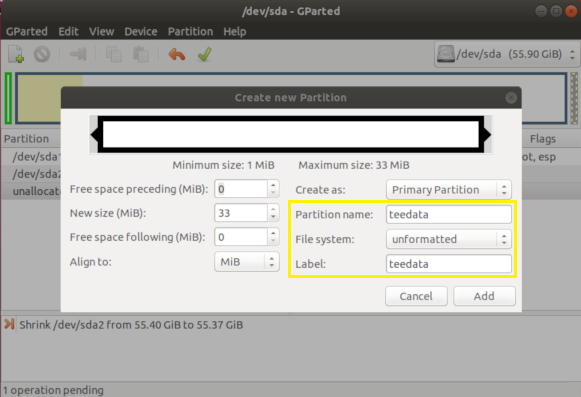 /dev/sda - GParted
GParted Edit View Device Partition Help
/dev/sda (55.90 GiB)
Create new Partition
Minimum size: 1 MiB Maximum size: 33 MiB
Partition Flags
/dev/sda1 ot, esp
/dev/sda2
unallocat
Free space preceding (MiB): 0 Create as: Primary Partition
New size (MiB): 33 Partition name: teedata
Free space following (MiB): 0 File system: unformatted
Align to: MiB Label: teedata
Cancel Add
Shrink /dev/sda2 from 55.40 GiB to 55.37 GiB
1 operation pending